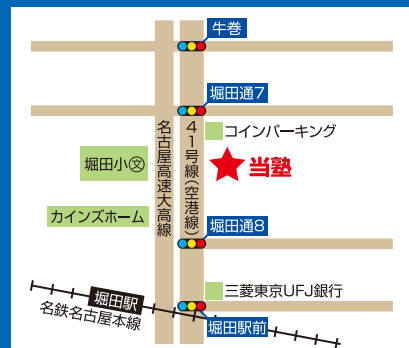 牛巻
堀田通7
コインパーキング
名古屋高速大高線
41号線(空港線)
堀田小文
当塾
カインズホーム
堀田通8
三菱東京UFJ銀行
堀田駅
名鉄名古屋本線
堀田駅前